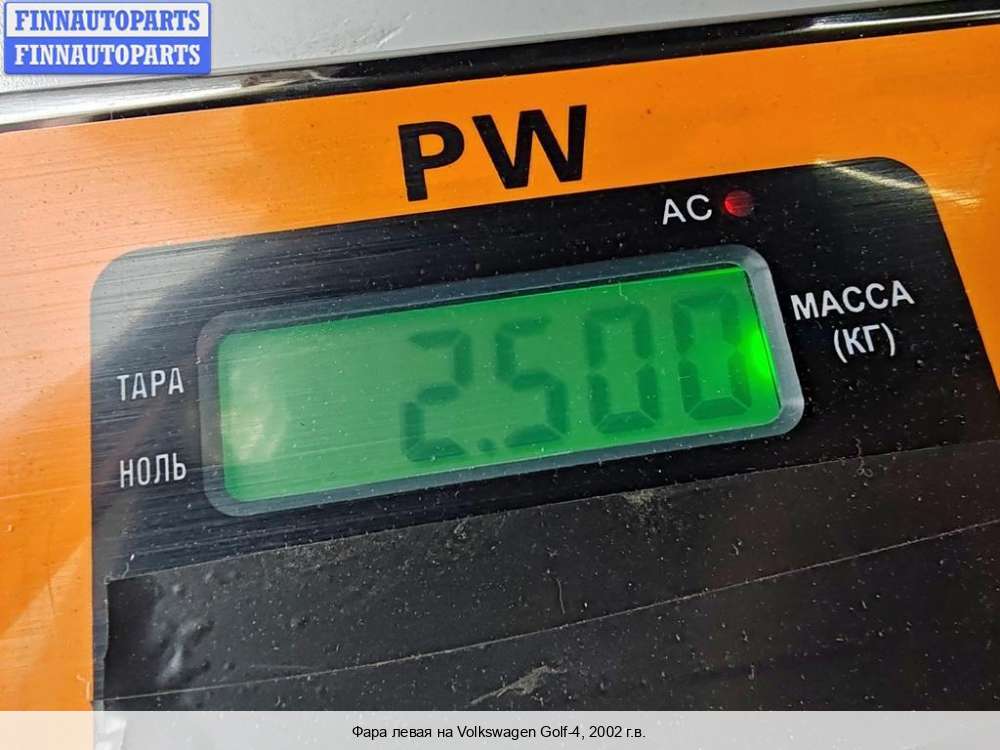 FINNAUTOPARTS
FINNAUTOPARTS
PW
AC
МАССА
(КГ)
2.500
ТАРА
НОЛЬ
Фара левая на Volkswagen Golf-4, 2002 г.в.